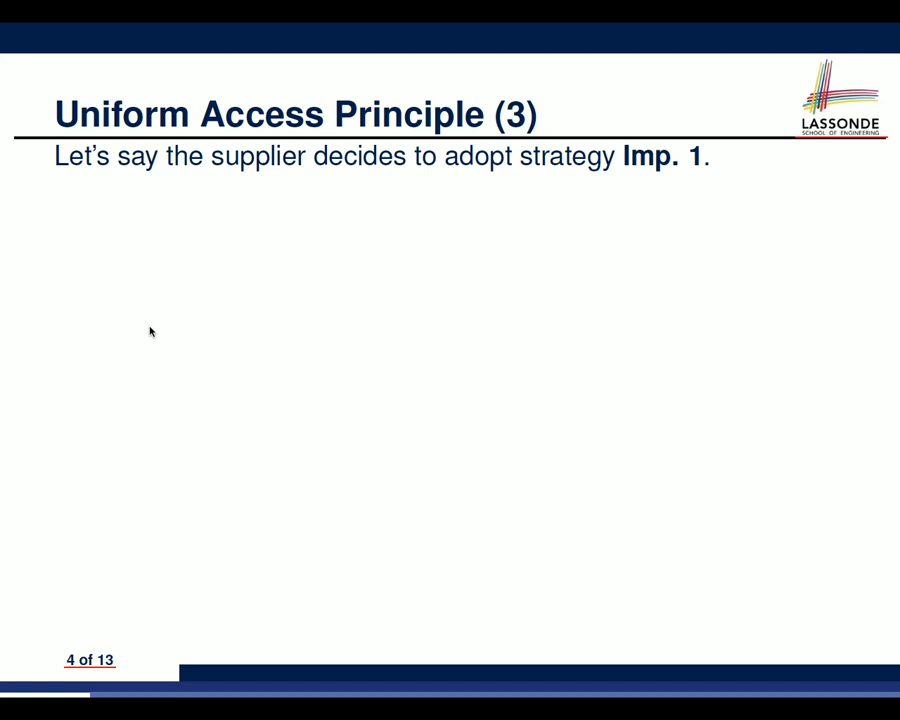 LASSONDE
SCHOOL OF ENGINEERING
Uniform Access Principle (3)
Let's say the supplier decides to adopt strategy Imp. 1.
4 of 13